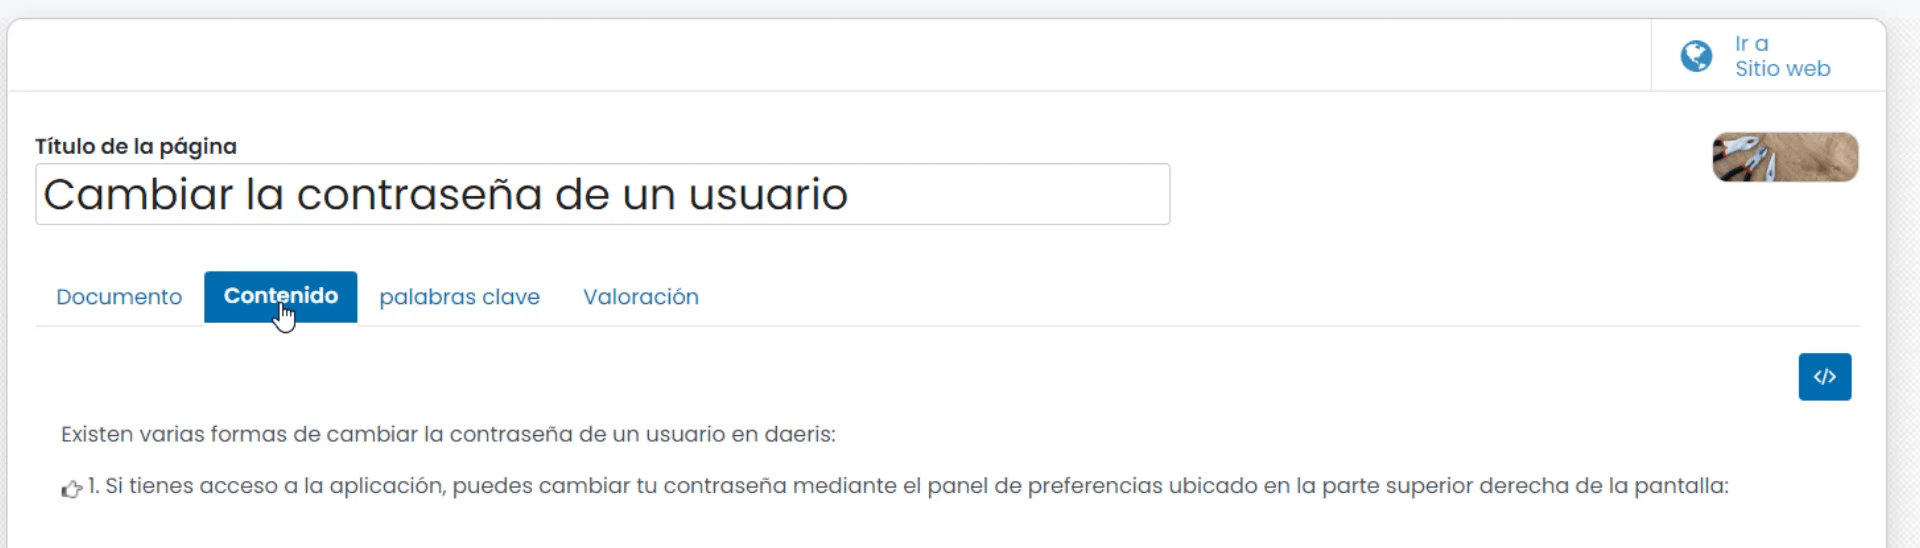 Ir a
Sitio web
Título de la página
Cambiar la contraseña de un usuario
Documento Contenido palabras clave Valoración
</>
Existen varias formas de cambiar la contraseña de un usuario en daeris:
1. Si tienes acceso a la aplicación, puedes cambiar tu contraseña mediante el panel de preferencias ubicado en la parte superior derecha de la pantalla: